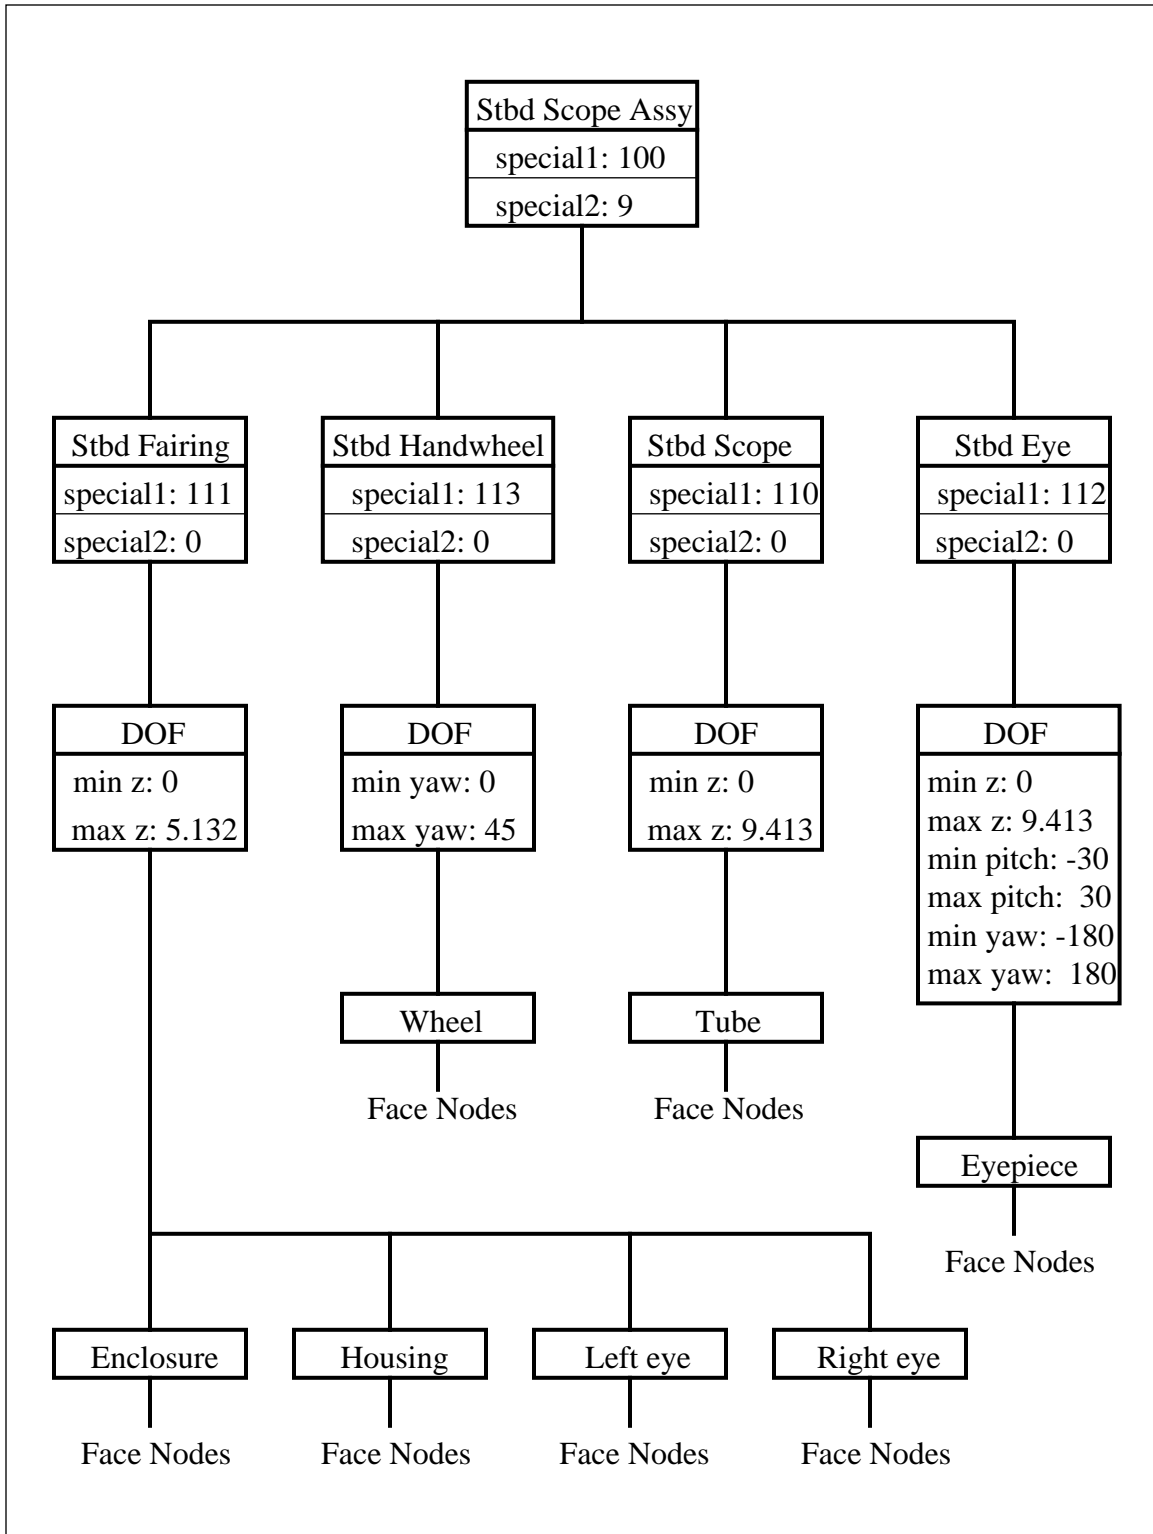 Stbd Scope Assy
special1: 100
special2: 9
Stbd Fairing
special1: 111
special2: 0
Stbd Handwheel
special1: 113
special2: 0
Stbd Scope
special1: 110
special2: 0
Stbd Eye
special1: 112
special2: 0
DOF
min z: 0
max z: 5.132
DOF
min yaw: 0
max yaw: 45
DOF
min z: 0
max z: 9.413
DOF
min z: 0
max z: 9.413
min pitch: -30
max pitch: 30
min yaw: -180
max yaw: 180
Wheel
Face Nodes
Tube
Face Nodes
Eyepiece
Face Nodes
Enclosure
Face Nodes
Housing
Face Nodes
Left eye
Face Nodes
Right eye
Face Nodes